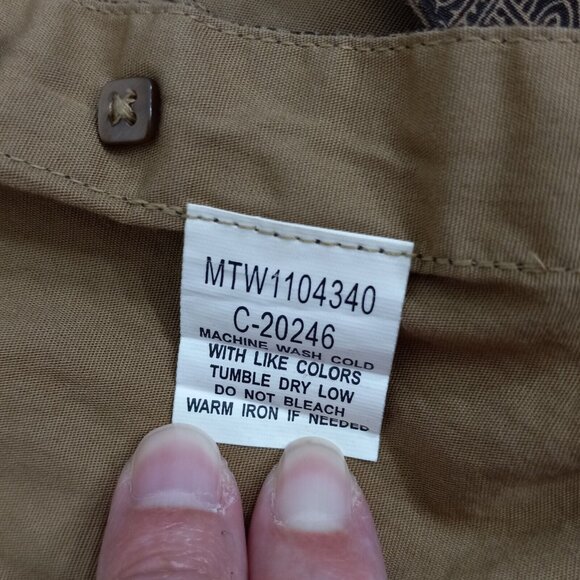 MTW1104340
C-20246
MACHINE WASH COLD
WITH LIKE COLORS
TUMBLE DRY LOW
DO NOT BLEACH
WARM IRON IF NEEDED